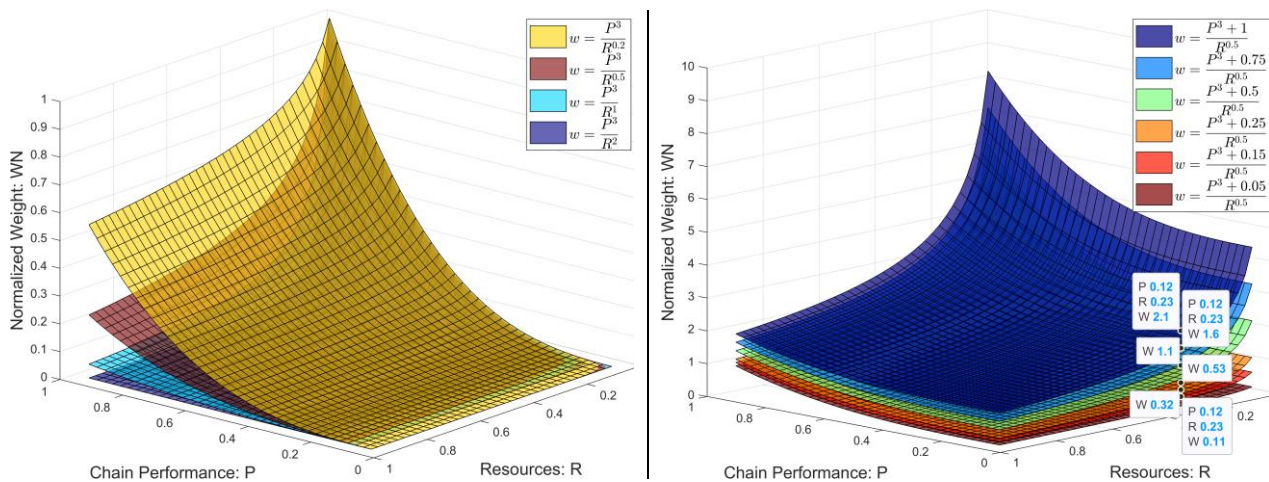 w = P^3 / R^0.2
w = P^3 / R^0.5
w = P^3 / R^1
w = P^3 / R^2
Normalized Weight: WN
1
0.9
0.8
0.7
0.6
0.5
0.4
0.3
0.2
0.1
0
1
0.8
0.6
0.4
0.2
0
Chain Performance: P
1
0.8
0.6
0.4
0.2
Resources: R
w = P^3 + 1 / R^0.5
w = P^3 + 0.75 / R^0.5
w = P^3 + 0.5 / R^0.5
w = P^3 + 0.25 / R^0.5
w = P^3 + 0.15 / R^0.5
w = P^3 + 0.05 / R^0.5
Normalized Weight: WN
10
9
8
7
6
5
4
3
2
1
0
P 0.12
R 0.23
W 2.1
P 0.12
R 0.23
W 1.6
W 1.1
W 0.53
W 0.32
P 0.12
R 0.23
W 0.11
1
0.8
0.6
0.4
0.2
0
Chain Performance: P
1
0.8
0.6
0.4
0.2
Resources: R